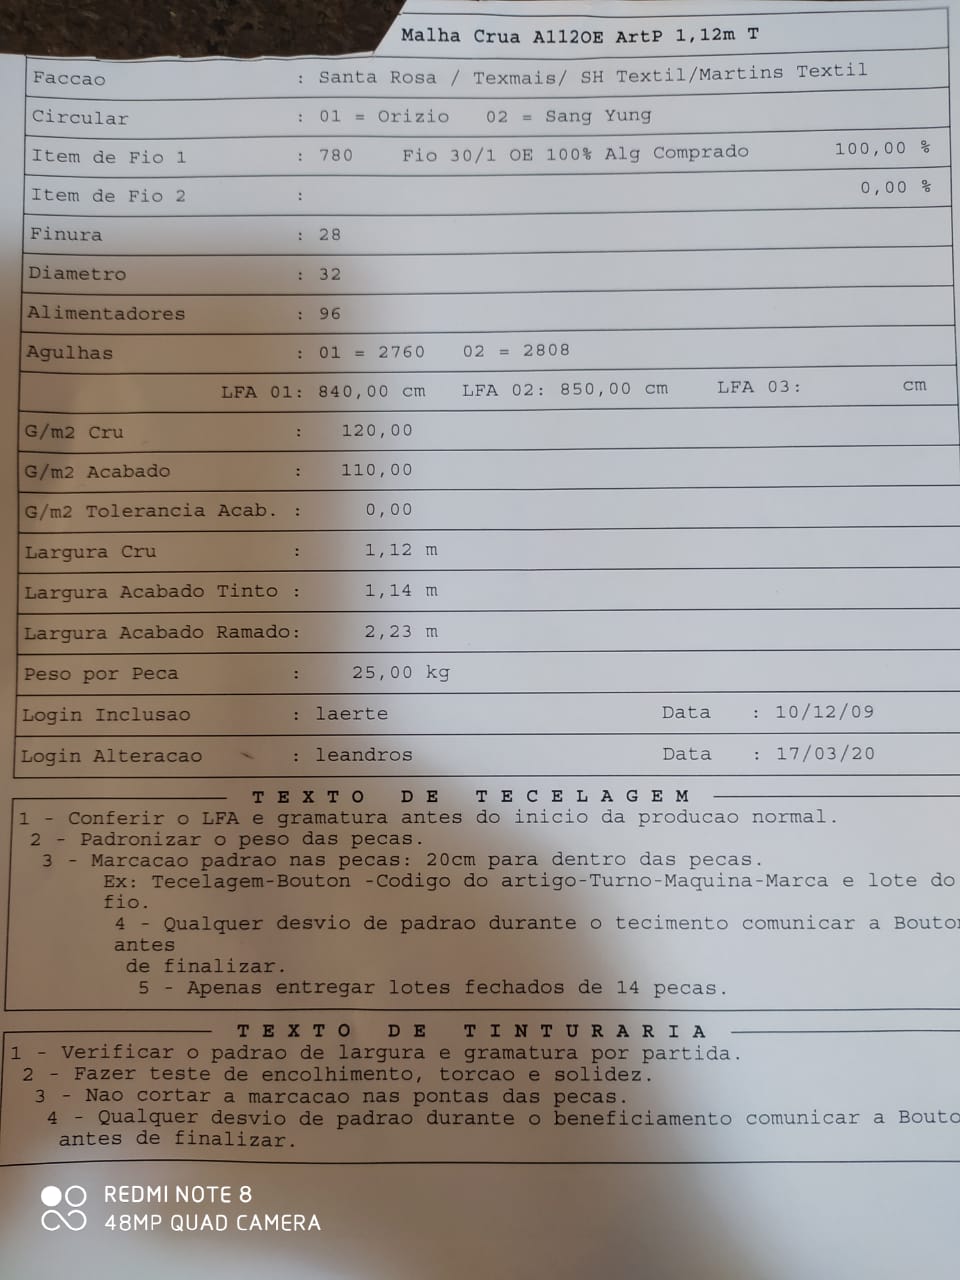 Malha Crua A112OE ArtP 1,12m T
Faccao : Santa Rosa / Texmais/ SH Textil/Martins Textil
Circular : 01 = Orizio 02 = Sang Yung
Item de Fio 1 : 780 Fio 30/1 OE 100% Alg Comprado 100,00 %
Item de Fio 2 : 0,00 %
Finura : 28
Diametro : 32
Alimentadores : 96
Agulhas : 01 = 2760 02 = 2808
LFA 01: 840,00 cm LFA 02: 850,00 cm LFA 03: cm
G/m2 Cru : 120,00
G/m2 Acabado : 110,00
G/m2 Tolerancia Acab. : 0,00
Largura Cru : 1,12 m
Largura Acabado Tinto : 1,14 m
Largura Acabado Ramado: 2,23 m
Peso por Peca : 25,00 kg
Login Inclusao : laerte Data : 10/12/09
Login Alteracao : leandros Data : 17/03/20
TEXTO DE TECELAGEM
1 - Conferir o LFA e gramatura antes do inicio da producao normal.
2 - Padronizar o peso das pecas.
3 - Marcacao padrao nas pecas: 20cm para dentro das pecas.
Ex: Tecelagem-Bouton -Codigo do artigo-Turno-Maquina-Marca e lote do
fio.
4 - Qualquer desvio de padrao durante o tecimento comunicar a Bouton
antes
de finalizar.
5 - Apenas entregar lotes fechados de 14 pecas.
TEXTO DE TINTURARIA
1 - Verificar o padrao de largura e gramatura por partida.
2 - Fazer teste de encolhimento, torcao e solidez.
3 - Nao cortar a marcacao nas pontas das pecas.
4 - Qualquer desvio de padrao durante o beneficiamento comunicar a Bouto
antes de finalizar.
REDMI NOTE 8
48MP QUAD CAMERA